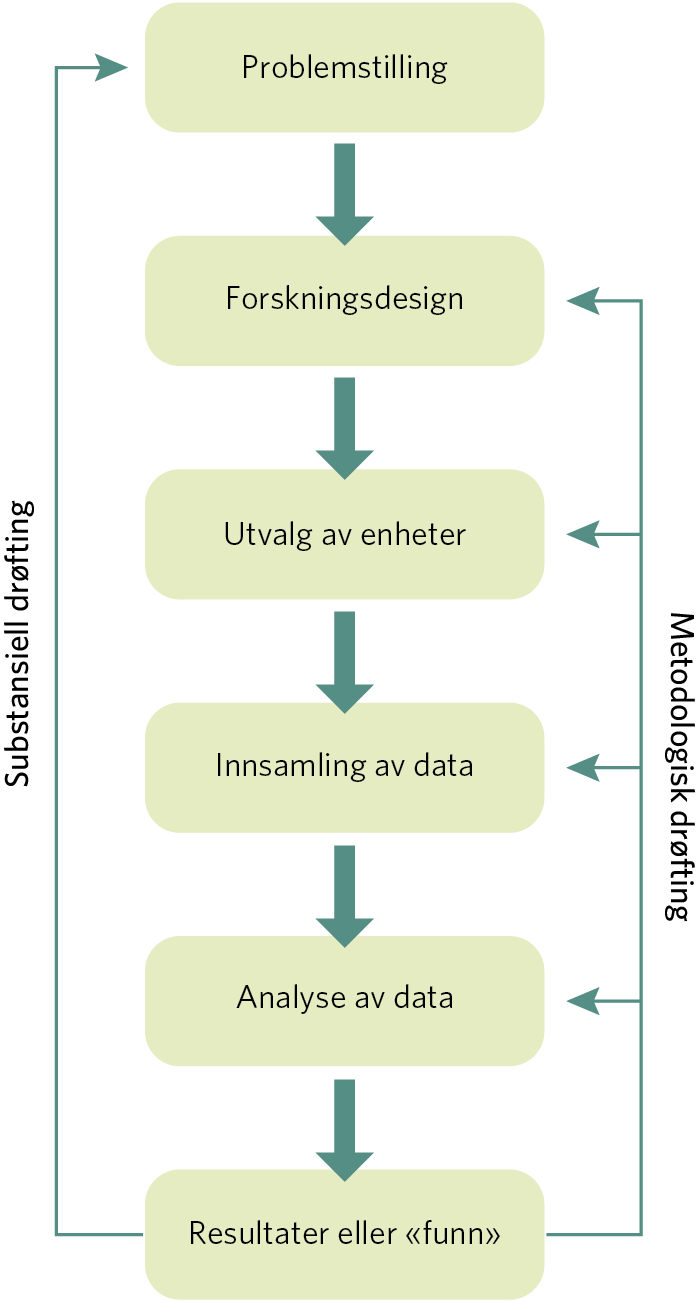 Problemstilling
Forskningsdesign
Utvalg av enheter
Innsamling av data
Analyse av data
Resultater eller «funn»
Substansiell drøfting
Metodologisk drøfting